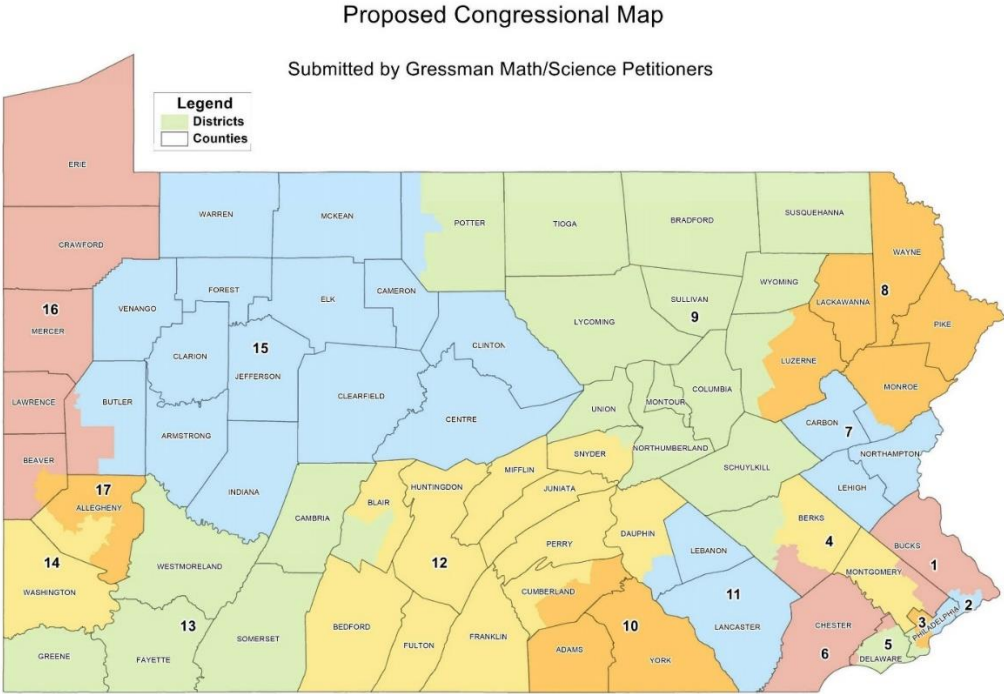 Proposed Congressional Map
Submitted by Gressman Math/Science Petitioners
Legend
Districts
Counties
ERIE
CRAWFORD
WARREN
MCKEAN
POTTER
TIOGA
BRADFORD
SUSQUEHANNA
WAYNE
WYOMING
LACKAWANNA
8
PIKE
VENANGO
FOREST
ELK
CAMERON
SULLIVAN
9
16
MERCER
CLARION
15
JEFFERSON
CLINTON
LYCOMING
LUZERNE
MONROE
LAWRENCE
BUTLER
CLEARFIELD
CENTRE
UNION
MONTOUR
COLUMBIA
CARBON
7
ARMSTRONG
NORTHUMBERLAND
NORTHAMPTON
BEAVER
SNYDER
SCHUYLKILL
LEHIGH
17
ALLEGHENY
INDIANA
CAMBRIA
BLAIR
HUNTINGDON
MIFFLIN
JUNIATA
BERKS
4
DAUPHIN
LEBANON
BUCKS
1
PERRY
14
WASHINGTON
WESTMORELAND
12
CUMBERLAND
11
MONTGOMERY
2
PHILADELPHIA
3
13
BEDFORD
FULTON
FRANKLIN
10
LANCASTER
CHESTER
6
5
DELAWARE
GREENE
FAYETTE
SOMERSET
ADAMS
YORK